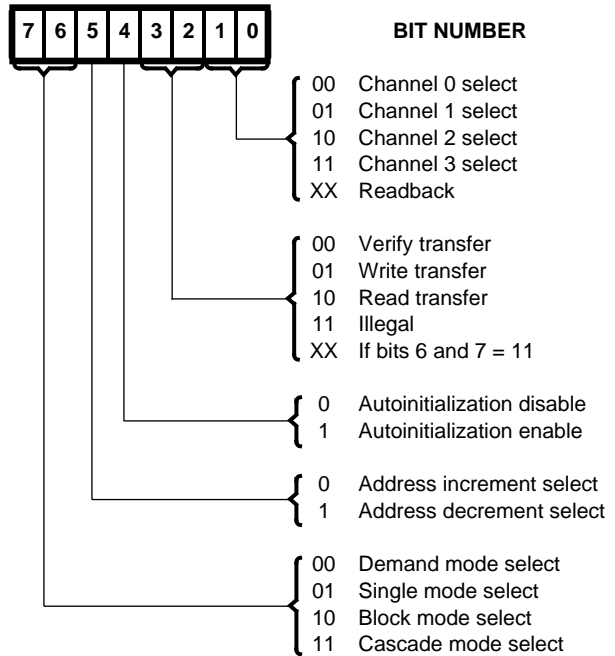 7 6 5 4 3 2 1 0 BIT NUMBER
00 Channel 0 select
01 Channel 1 select
10 Channel 2 select
11 Channel 3 select
XX Readback
00 Verify transfer
01 Write transfer
10 Read transfer
11 Illegal
XX If bits 6 and 7 = 11
0 Autoinitialization disable
1 Autoinitialization enable
0 Address increment select
1 Address decrement select
00 Demand mode select
01 Single mode select
10 Block mode select
11 Cascade mode select